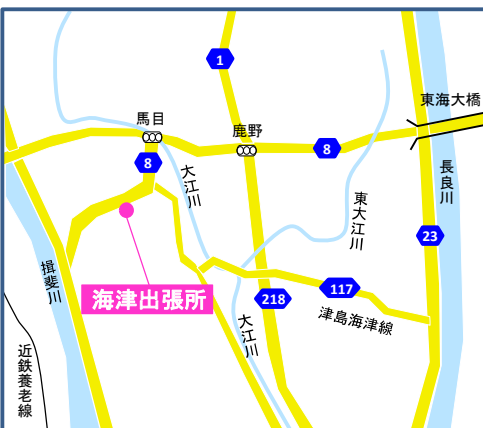 1
東海大橋
馬目
鹿野
8
8
大江川
長良川
東大江川
23
揖斐川
海津出張所
218
117
津島海津線
大江川
近鉄養老線